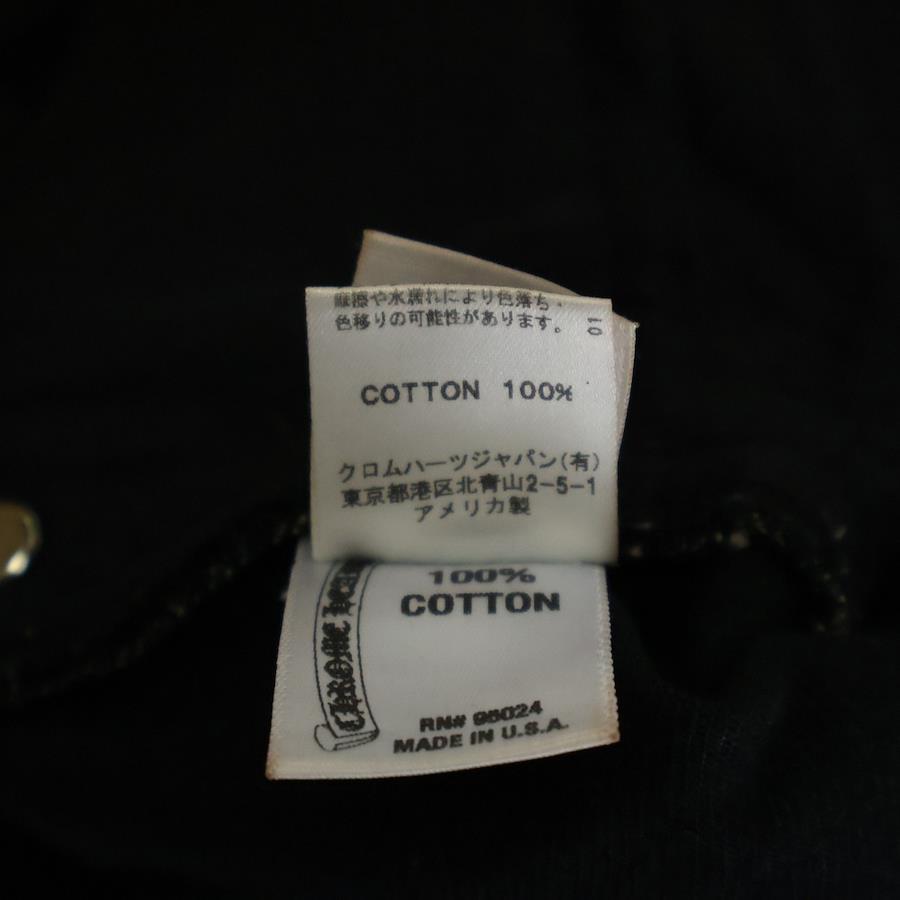 摩擦や水濡れにより色落ち・
色移りの可能性があります。
01
COTTON 100%
クロムハーツジャパン(有)
東京都港区北青山2-5-1
アメリカ製
100%
COTTON
CHROME HEARTS
RN# 95024
MADE IN U.S.A.